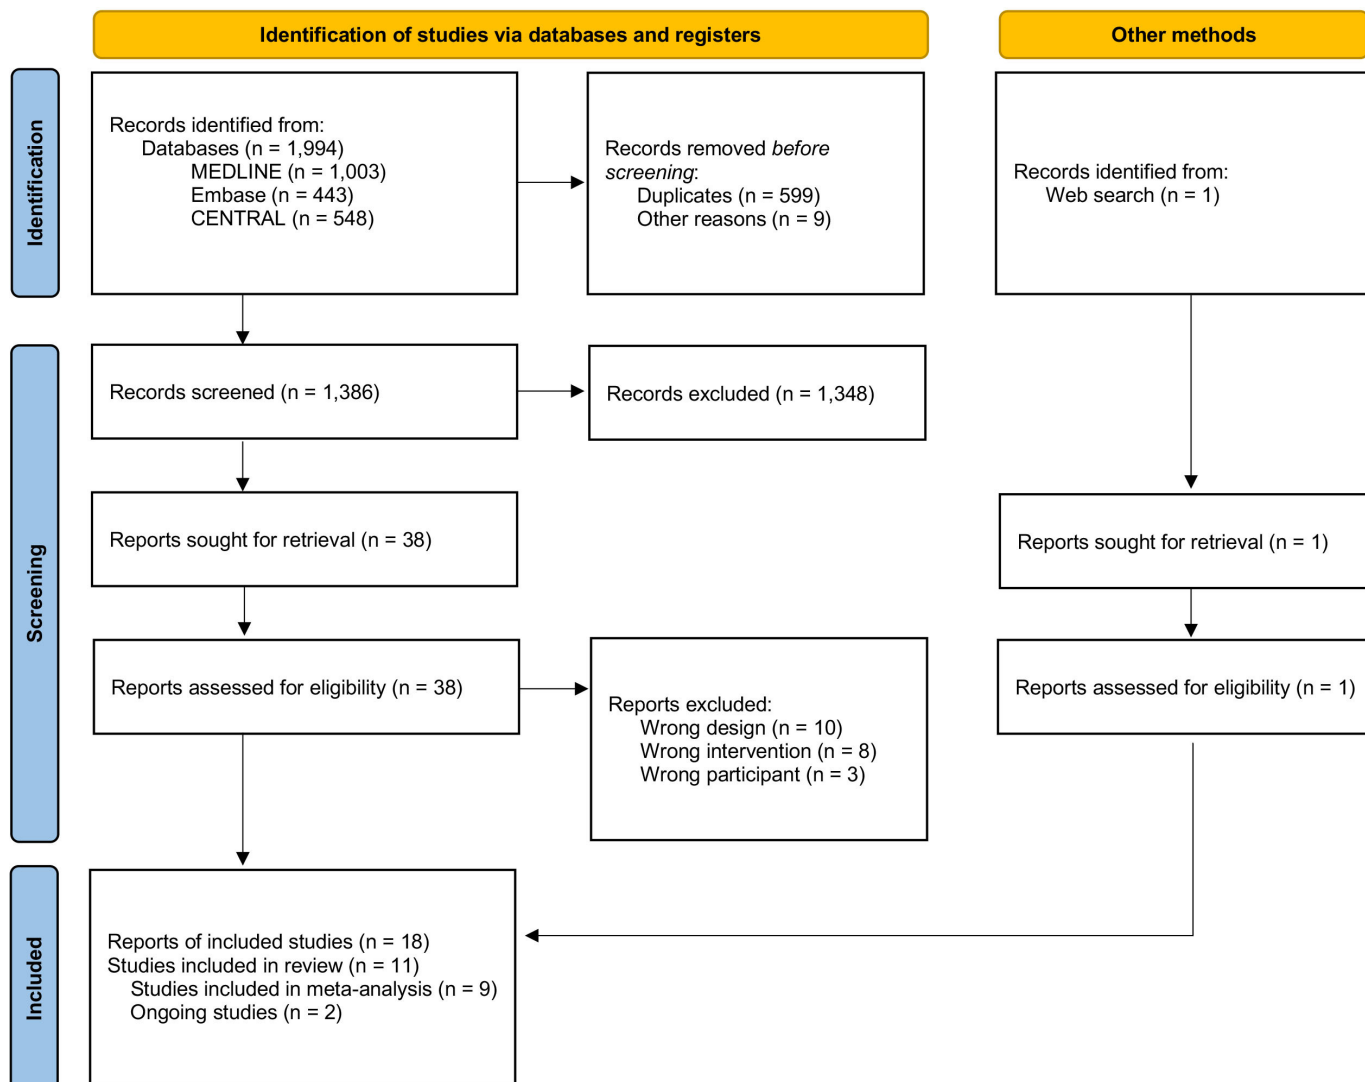 Identification of studies via databases and registers
Other methods
Identification
Records identified from:
Databases (n = 1,994)
MEDLINE (n = 1,003)
Embase (n = 443)
CENTRAL (n = 548)
Records removed before
screening:
Duplicates (n = 599)
Other reasons (n = 9)
Records identified from:
Web search (n = 1)
Screening
Records screened (n = 1,386)
Records excluded (n = 1,348)
Reports sought for retrieval (n = 38)
Reports sought for retrieval (n = 1)
Reports assessed for eligibility (n = 38)
Reports excluded:
Wrong design (n = 10)
Wrong intervention (n = 8)
Wrong participant (n = 3)
Reports assessed for eligibility (n = 1)
Included
Reports of included studies (n = 18)
Studies included in review (n = 11)
Studies included in meta-analysis (n = 9)
Ongoing studies (n = 2)